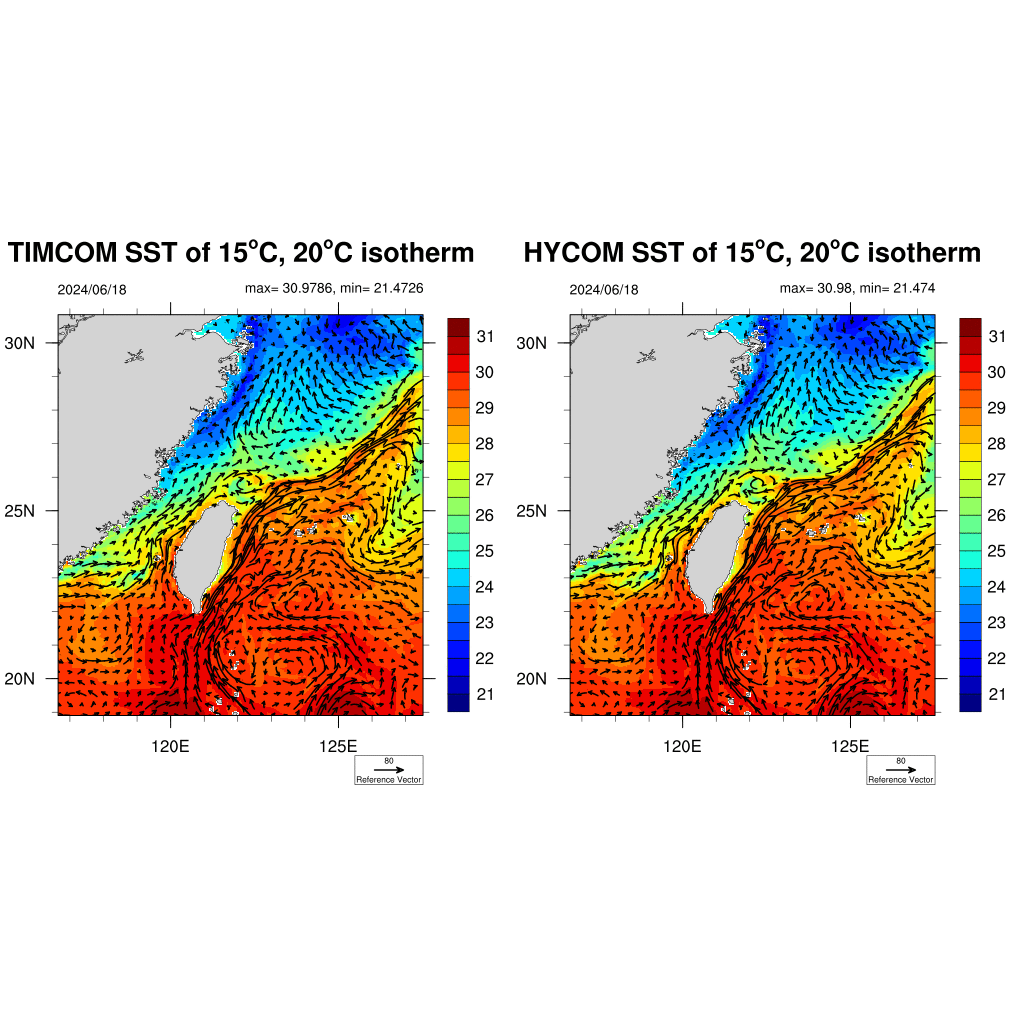 TIMCOM SST of 15°C, 20°C isotherm
2024/06/18
max= 30.9786, min= 21.4726
30N
25N
20N
120E
125E
31
30
29
28
27
26
25
24
23
22
21
80
Reference Vector
HYCOM SST of 15°C, 20°C isotherm
2024/06/18
max= 30.98, min= 21.474
30N
25N
20N
120E
125E
31
30
29
28
27
26
25
24
23
22
21
80
Reference Vector